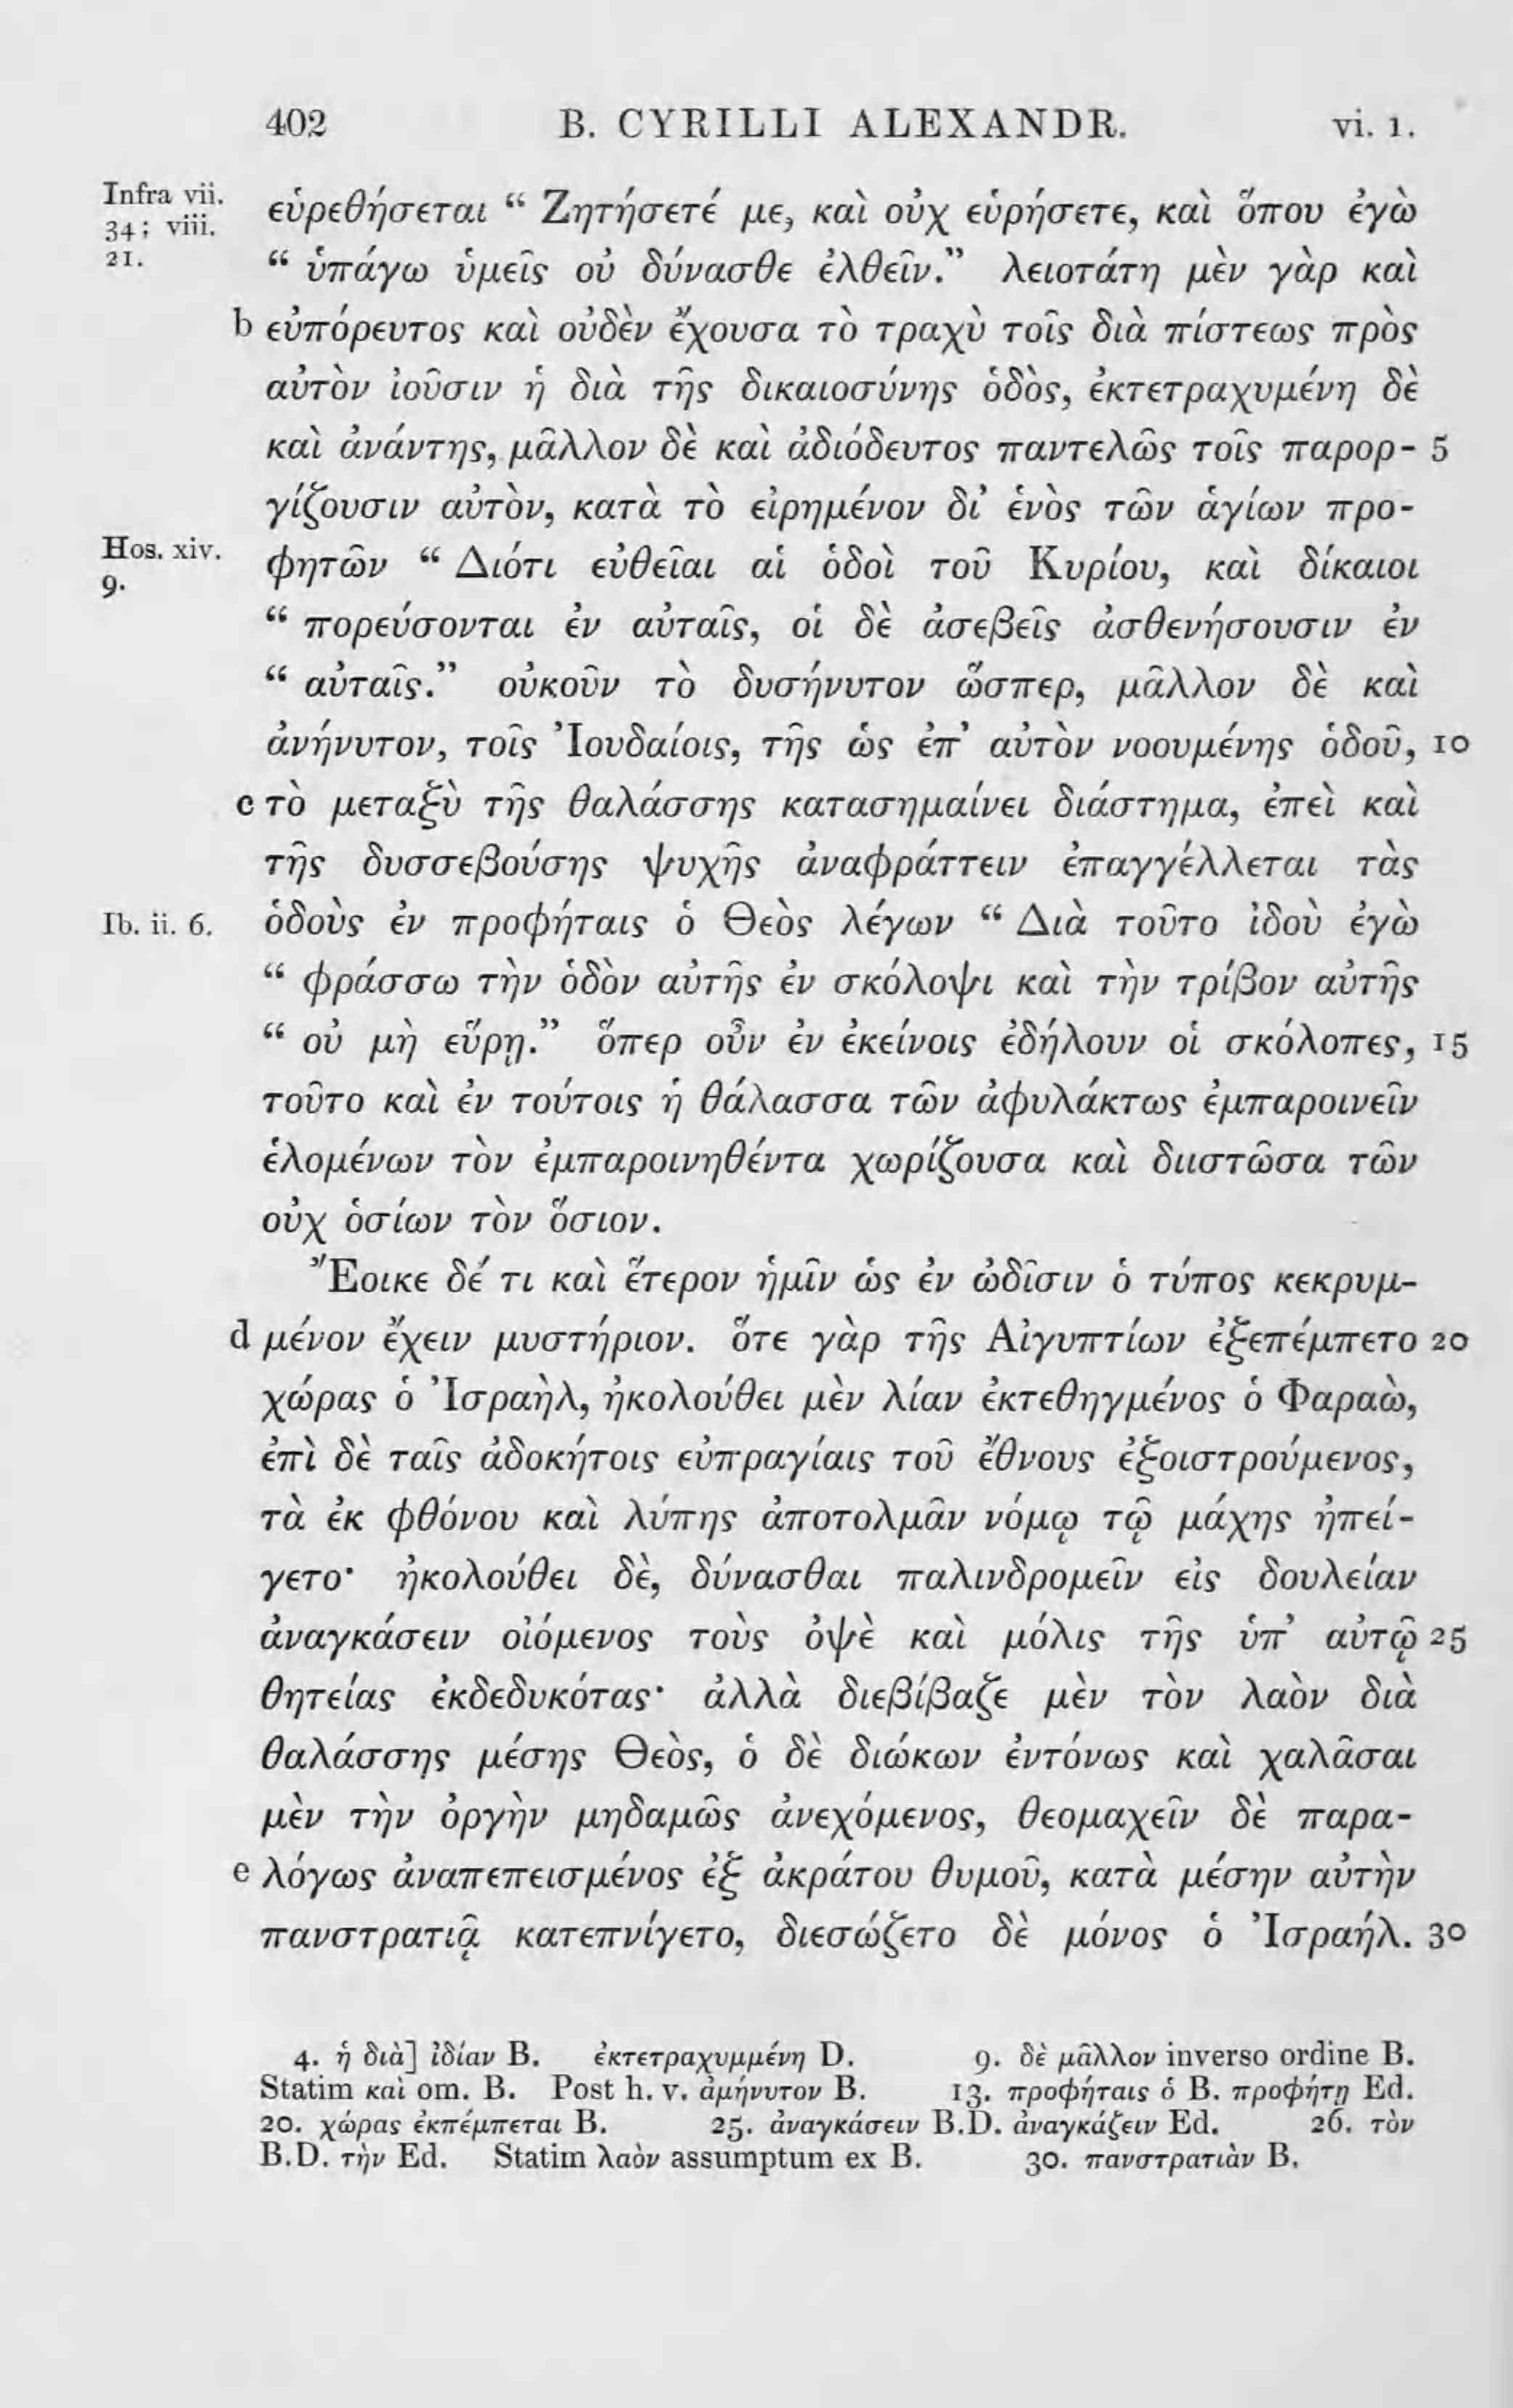 402 B. CYRILLI ALEXANDR. vi. 1.
Infra vii. εὑρεθήσεται “ Ζητήσετέ με, καὶ οὐχ εὑρήσετε, καὶ ὅπου ἐγὼ
34; viii.
21. “ ὑπάγω ὑμεῖς οὐ δύνασθε ἐλθεῖν.” λειοτάτη μὲν γὰρ καὶ
b εὐπόρευτος καὶ οὐδὲν ἔχουσα τὸ τραχὺ τοῖς διὰ πίστεως πρὸς
αὐτὸν ἰοῦσιν ἡ διὰ τῆς δικαιοσύνης ὁδὸς, ἐκτετραχυμένη δὲ
καὶ ἀνάντης, μᾶλλον δὲ καὶ ἀδιόδευτος παντελῶς τοῖς παρορ- 5
γίζουσιν αὐτὸν, κατὰ τὸ εἰρημένον δι’ ἑνὸς τῶν ἁγίων προ-
Hos. xiv. φητῶν “ Διότι εὐθεῖαι αἱ ὁδοὶ τοῦ Κυρίου, καὶ δίκαιοι
9.
“ πορεύσονται ἐν αὐταῖς, οἱ δὲ ἀσεβεῖς ἀσθενήσουσιν ἐν
“ αὐταῖς.” οὐκοῦν τὸ δυσήνυτον ὥσπερ, μᾶλλον δὲ καὶ
ἀνήνυτον, τοῖς Ἰουδαίοις, τῆς ὡς ἐπ’ αὐτὸν νοουμένης ὁδοῦ, 10
c τὸ μεταξὺ τῆς θαλάσσης κατασημαίνει διάστημα, ἐπεὶ καὶ
τῆς δυσσεβούσης ψυχῆς ἀναφράττειν ἐπαγγέλλεται τὰς
Ib. ii. 6. ὁδοὺς ἐν προφήταις ὁ Θεὸς λέγων “ Διὰ τοῦτο ἰδοὺ ἐγὼ
“ φράσσω τὴν ὁδὸν αὐτῆς ἐν σκόλοψι καὶ τὴν τρίβον αὐτῆς
“ οὐ μὴ εὕρῃ.” ὅπερ οὖν ἐν ἐκείνοις ἐδήλουν οἱ σκόλοπες, 15
τοῦτο καὶ ἐν τούτοις ἡ θάλασσα τῶν ἀφυλάκτως ἐμπαροινεῖν
ἑλομένων τὸν ἐμπαροινηθέντα χωρίζουσα καὶ διιστῶσα τῶν
οὐχ ὁσίων τὸν ὅσιον.
Ἔοικε δέ τι καὶ ἕτερον ἡμῖν ὡς ἐν ὠδῖσιν ὁ τύπος κεκρυμ-
d μένον ἔχειν μυστήριον. ὅτε γὰρ τῆς Αἰγυπτίων ἐξεπέμπετο 20
χώρας ὁ Ἰσραὴλ, ἠκολούθει μὲν λίαν ἐκτεθηγμένος ὁ Φαραὼ,
ἐπὶ δὲ ταῖς ἀδοκήτοις εὐπραγίαις τοῦ ἔθνους ἐξοιστρούμενος,
τὰ ἐκ φθόνου καὶ λύπης ἀποτολμᾶν νόμῳ τῷ μάχης ἠπεί-
γετο· ἠκολούθει δὲ, δύνασθαι παλινδρομεῖν εἰς δουλείαν
ἀναγκάσειν οἰόμενος τοὺς ὀψὲ καὶ μόλις τῆς ὑπ’ αὐτῷ 25
θητείας ἐκδεδυκότας· ἀλλὰ διεβίβαζε μὲν τὸν λαὸν διὰ
θαλάσσης μέσης Θεὸς, ὁ δὲ διώκων ἐντόνως καὶ χαλᾶσαι
μὲν τὴν ὀργὴν μηδαμῶς ἀνεχόμενος, θεομαχεῖν δὲ παρα-
e λόγως ἀναπεπεισμένος ἐξ ἀκράτου θυμοῦ, κατὰ μέσην αὐτὴν
πανστρατιᾷ κατεπνίγετο, διεσώζετο δὲ μόνος ὁ Ἰσραήλ. 30
4. ἡ διὰ] ἰδίαν B. ἐκτετραχυμμένη D. 9. δὲ μᾶλλον inverso ordine B.
Statim καὶ om. B. Post h. v. ἀμήνυτον B. 13. προφήταις ὁ B. προφήτῃ Ed.
20. χώρας ἐκπέμπεται B. 25. ἀναγκάσειν B.D. ἀναγκάζειν Ed. 26. τὸν
B.D. τὴν Ed. Statim λαὸν assumptum ex B. 30. πανστρατιὰν B.